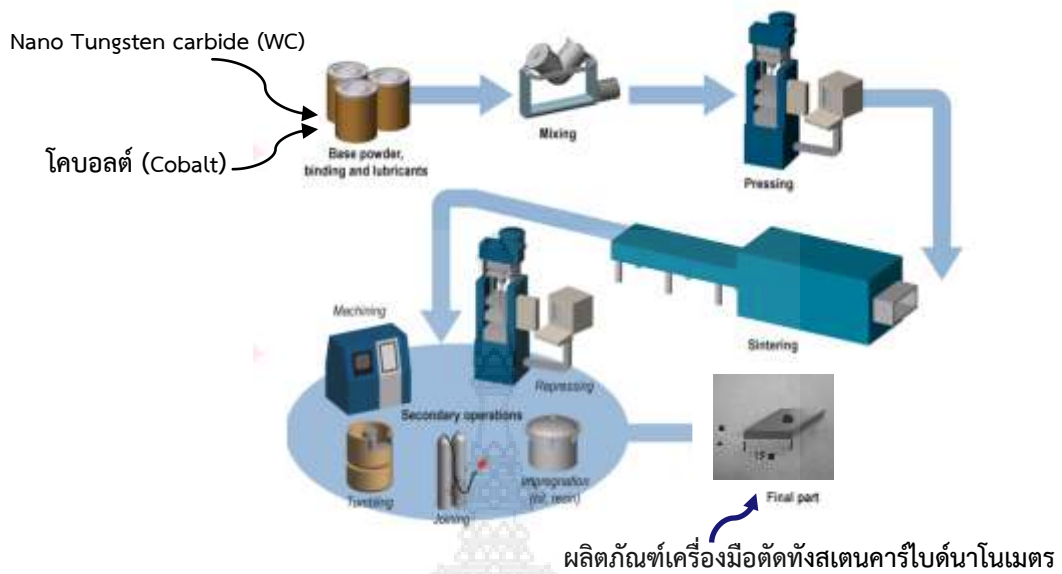 Nano Tungsten carbide (WC)
โคบอลต์ (Cobalt)
Base powder,
binding and lubricants
Mixing
Pressing
Sintering
Machining
Repressing
Secondary operations
Tumbling
Joining
Impregnation
(oil, resin)
Final part
ผลิตภัณฑ์เครื่องมือตัดทังสเตนคาร์ไบด์นาโนเมตร